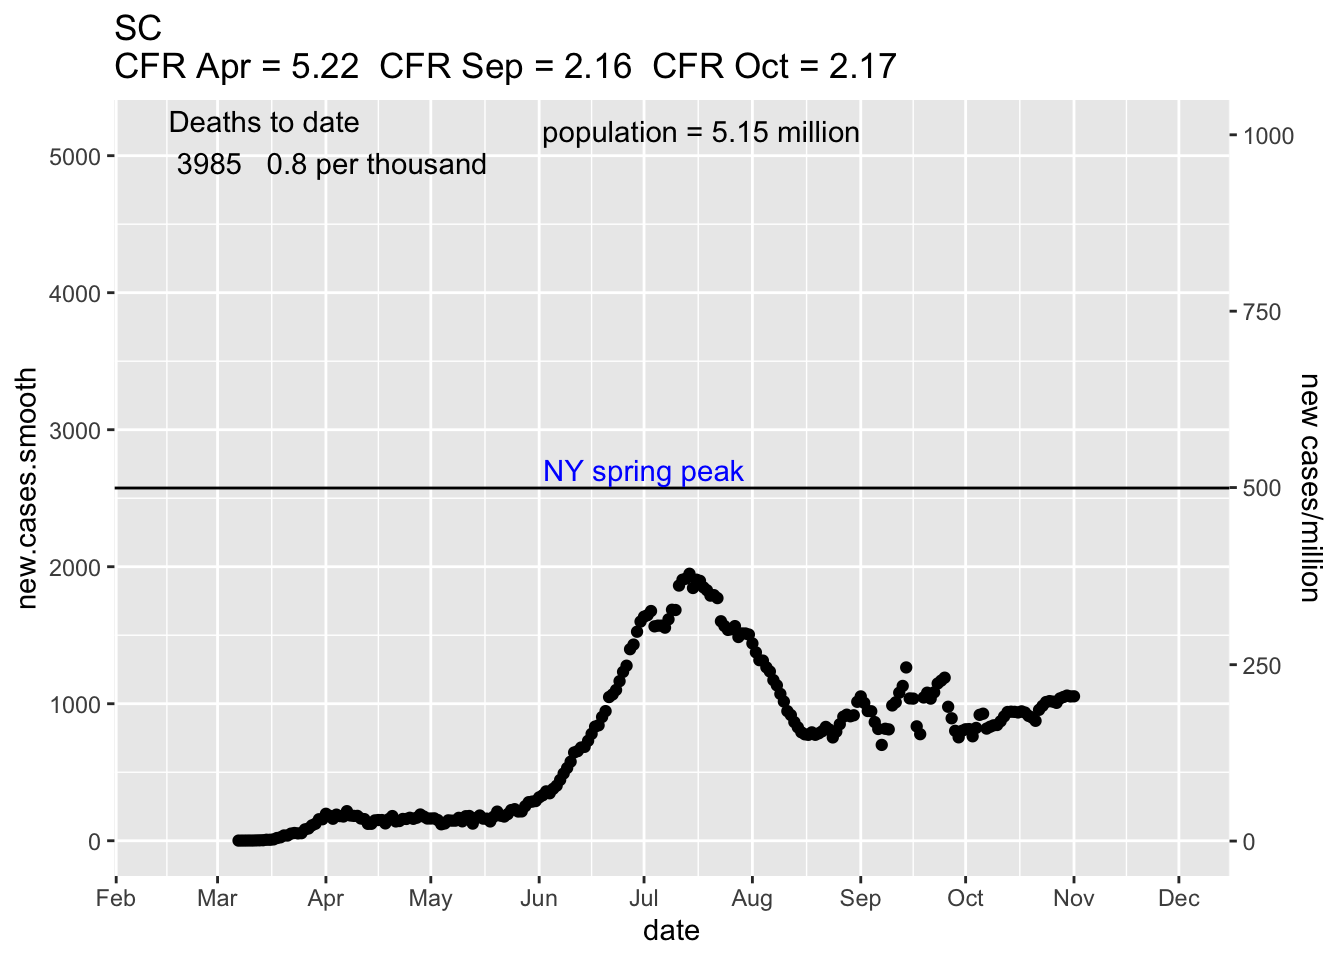 SC
CFR Apr = 5.22  CFR Sep = 2.16  CFR Oct = 2.17
Deaths to date
3985   0.8 per thousand
population = 5.15 million
NY spring peak
new.cases.smooth
5000
4000
3000
2000
1000
0
1000
750
500
250
0
new cases/million
Feb Mar Apr May Jun Jul Aug Sep Oct Nov Dec
date